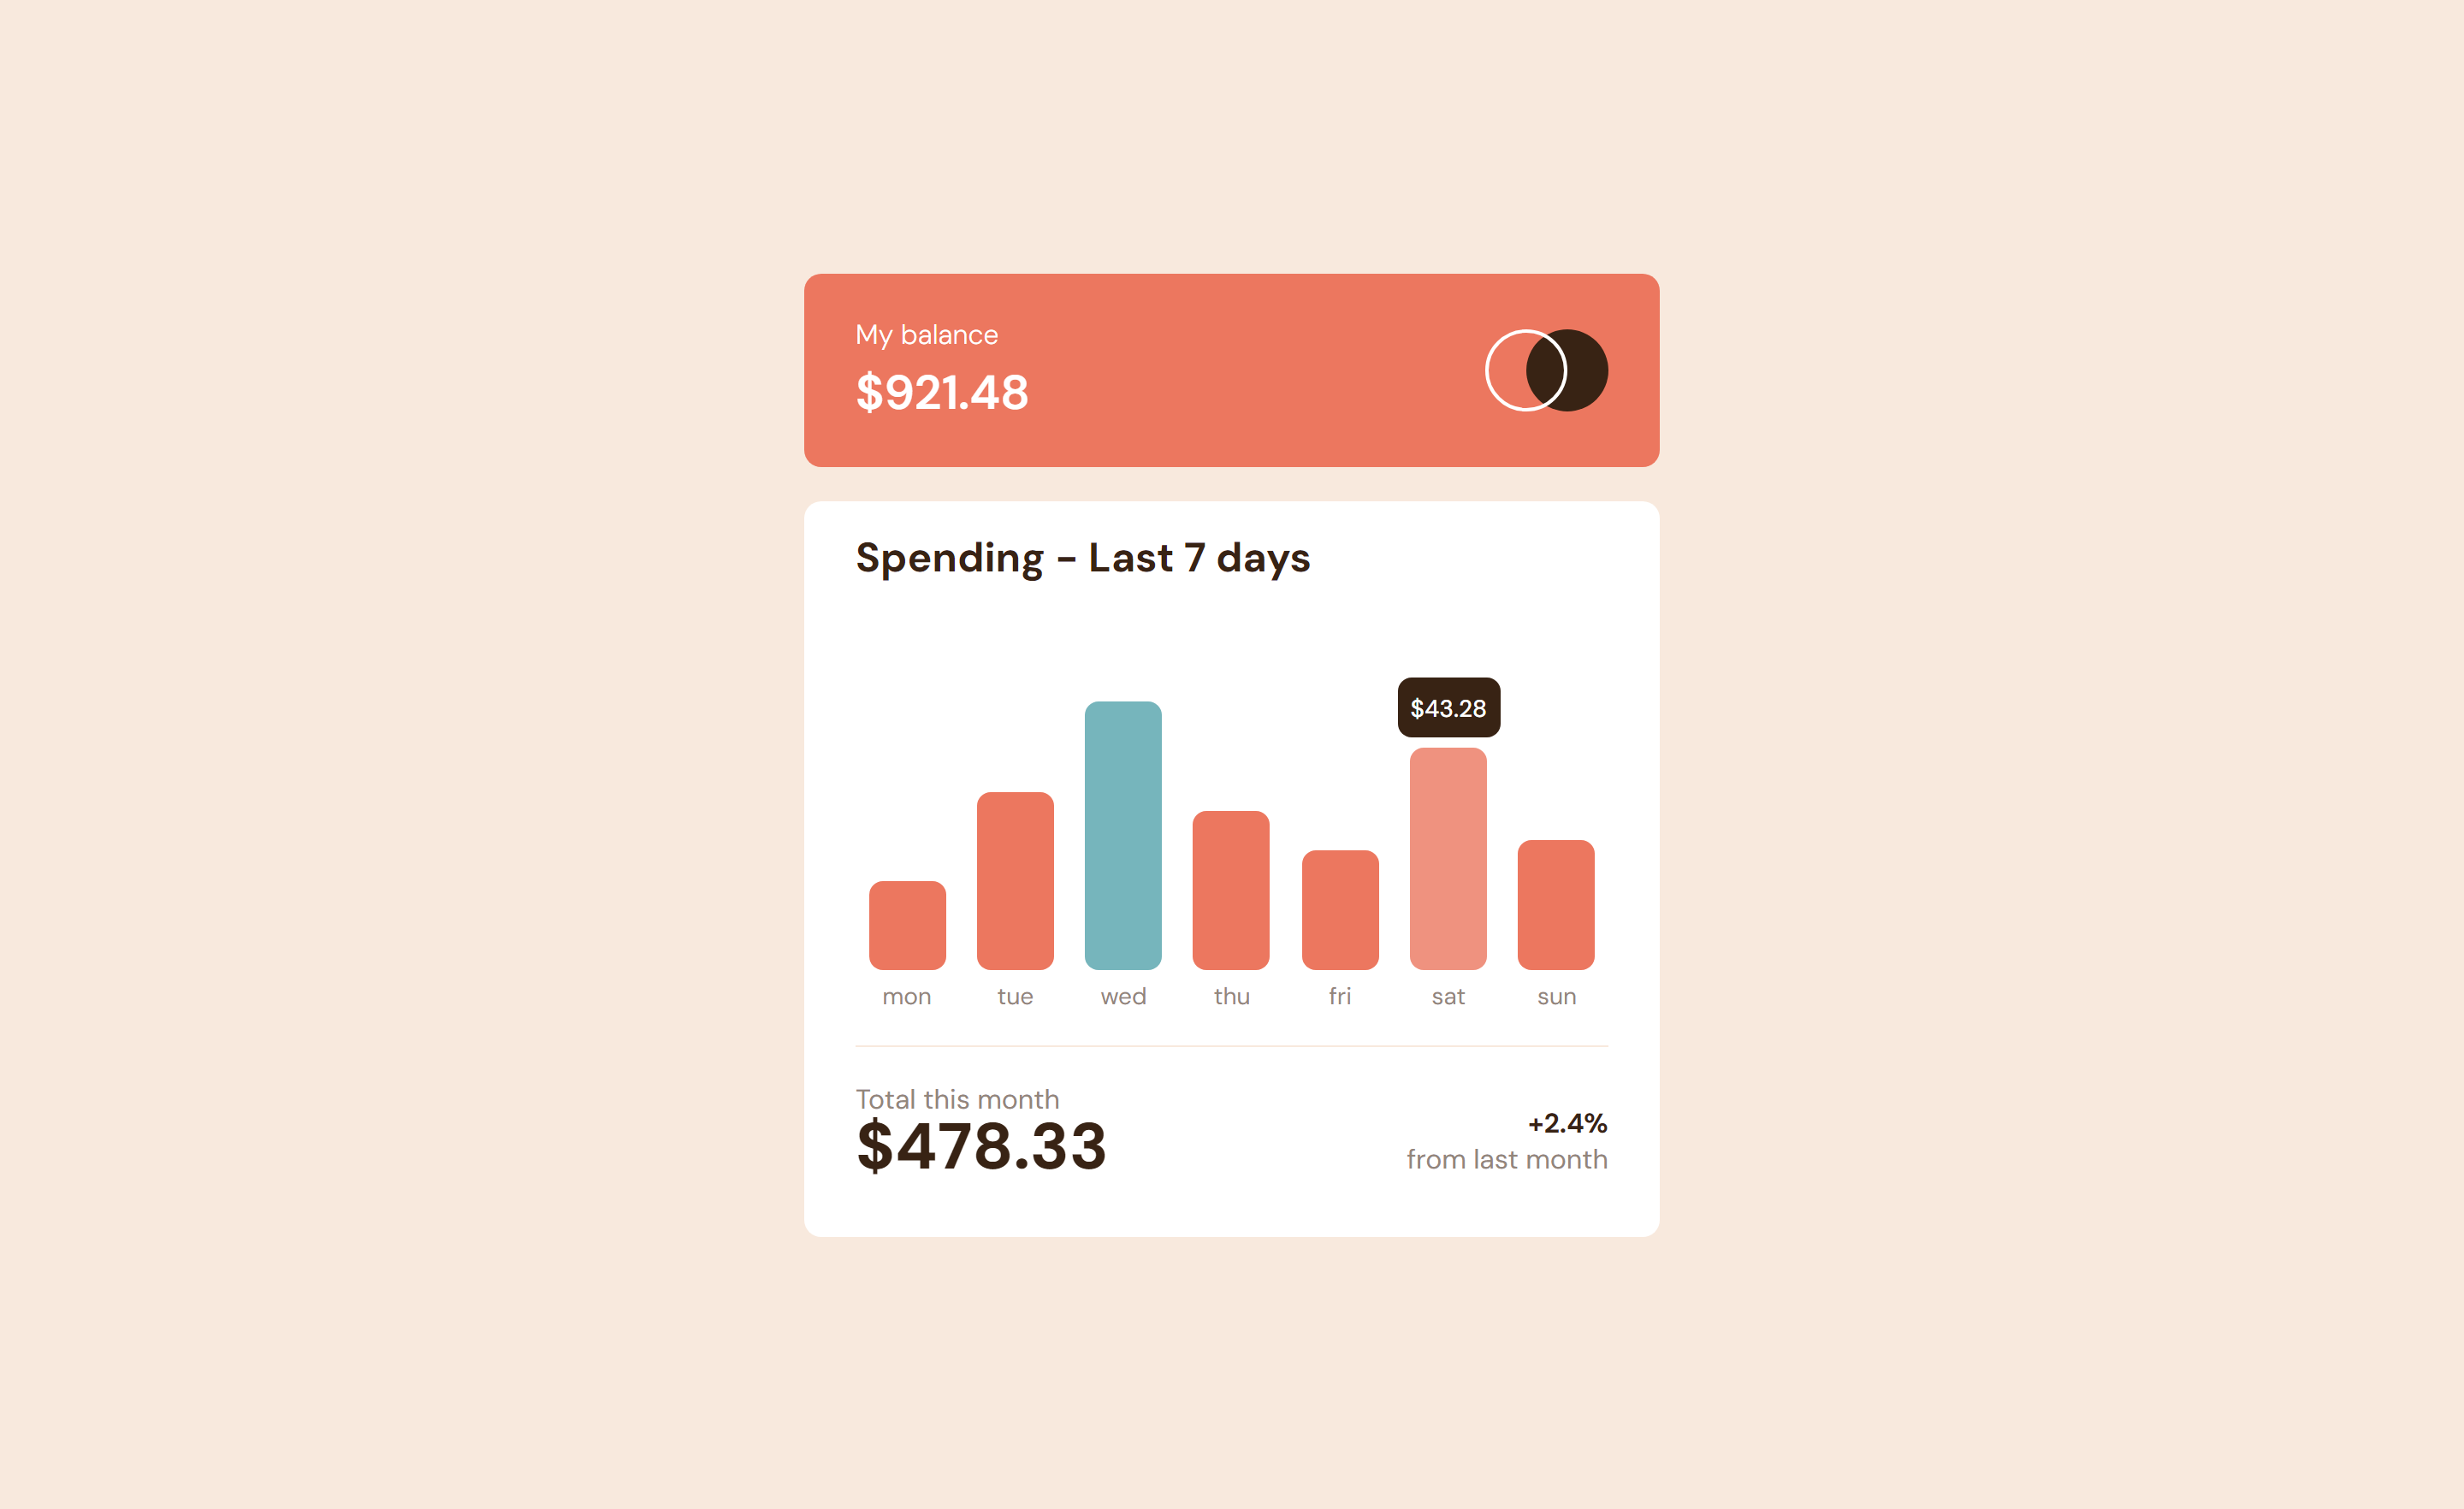 My balance
$921.48
Spending - Last 7 days
$43.28
mon tue wed thu fri sat sun
Total this month
$478.33
+2.4%
from last month